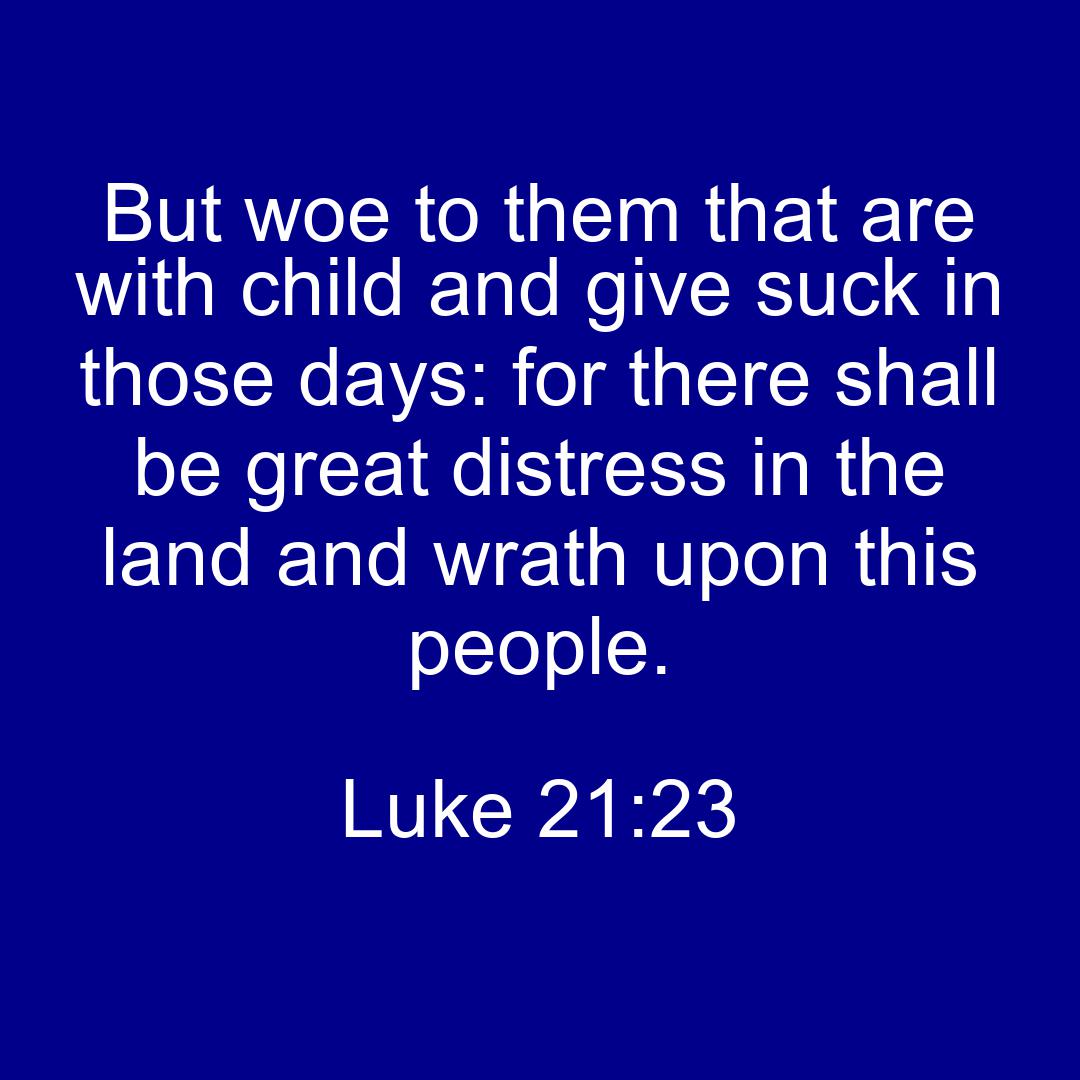 But woe to them that are
with child and give suck in
those days: for there shall
be great distress in the
land and wrath upon this
people.
Luke 21:23